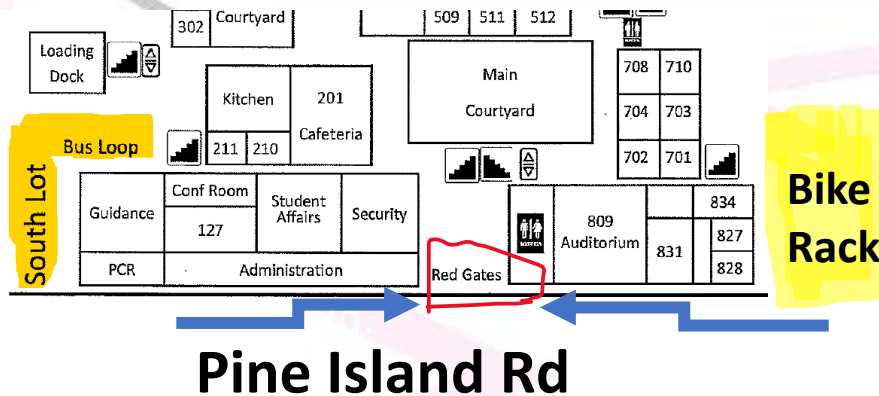 302
Courtyard
509 511 512
Loading
Dock
Kitchen
201
Cafeteria
211 210
Main
Courtyard
708 710
704 703
702 701
Bus Loop
South Lot
Guidance
Conf Room
127
Student
Affairs
Security
PCR
Administration
Red Gates
809
Auditorium
831
834
827
828
Bike
Rack
Pine Island Rd